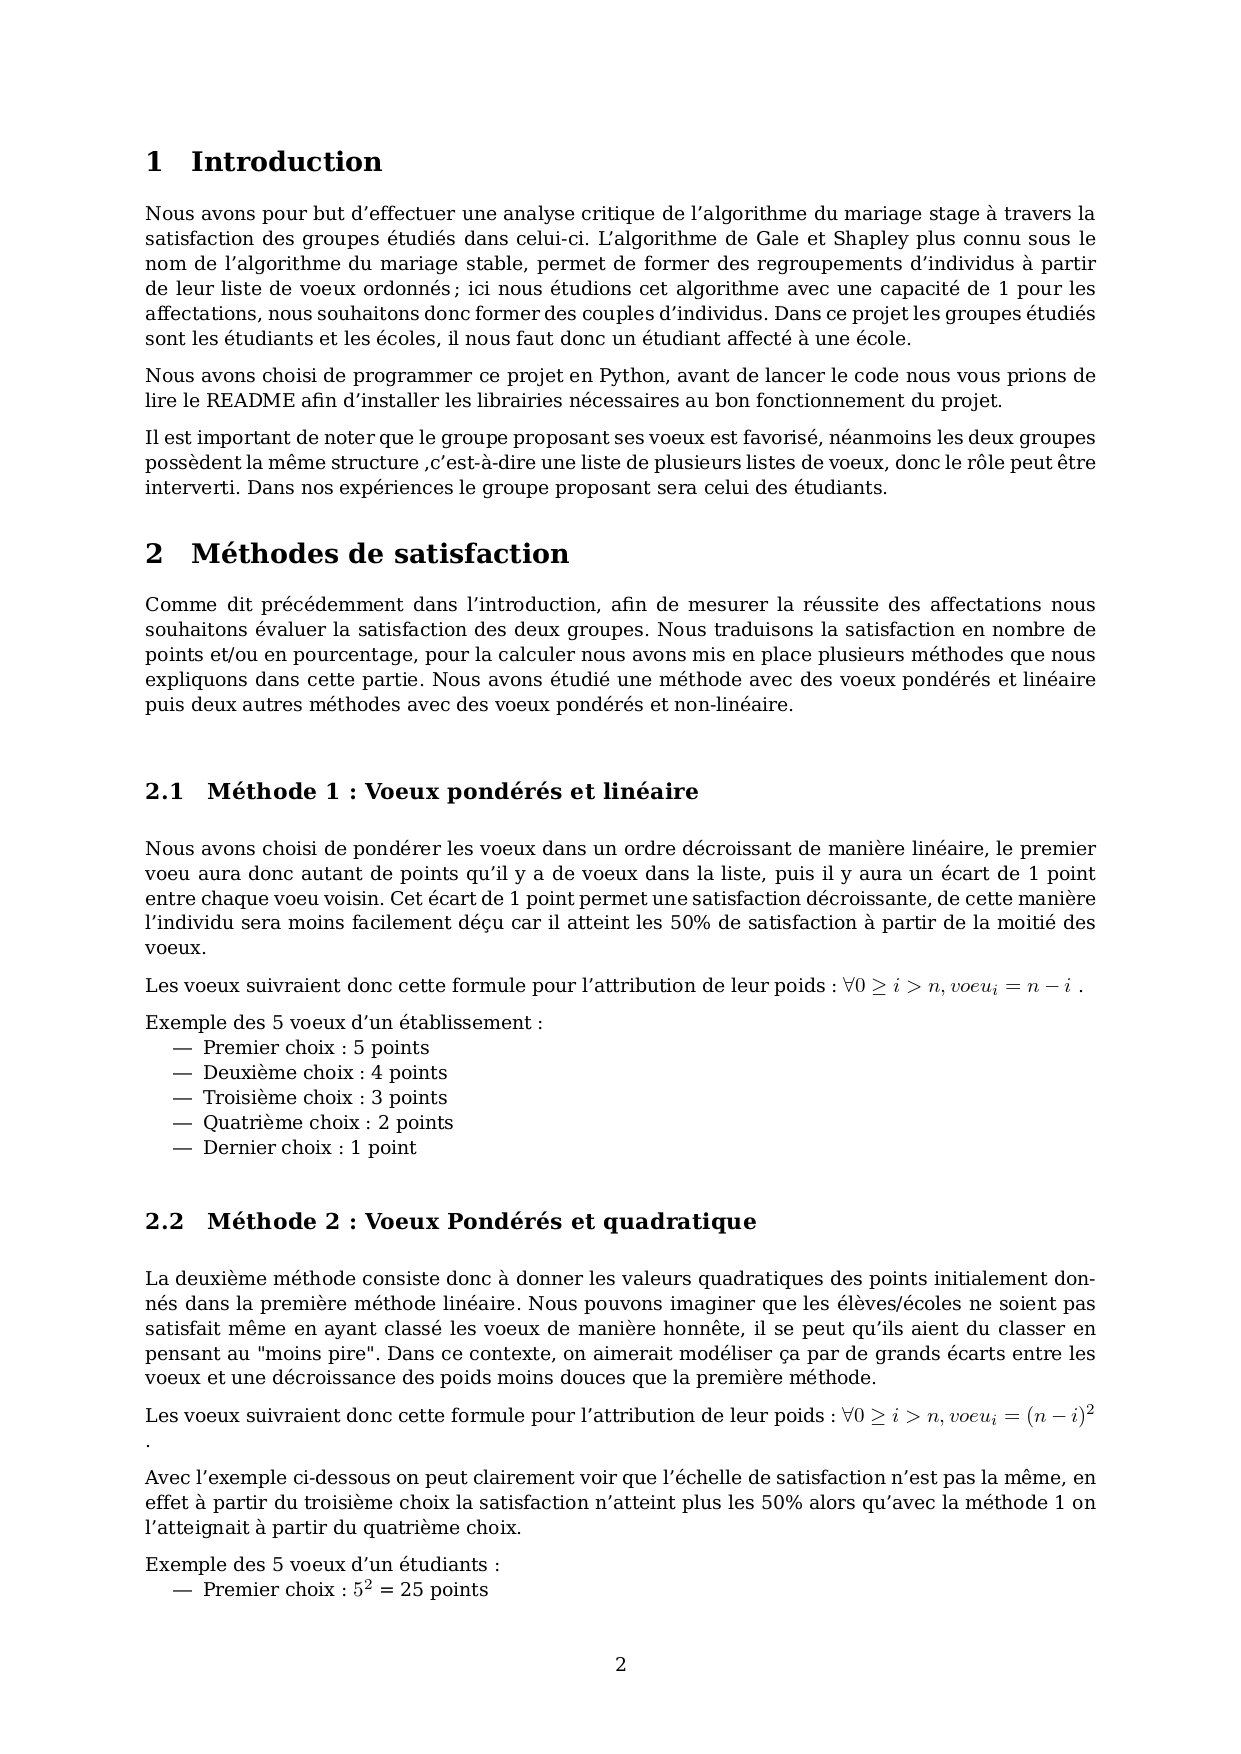 1 Introduction
Nous avons pour but d’effectuer une analyse critique de l’algorithme du mariage stage à travers la
satisfaction des groupes étudiés dans celui-ci. L’algorithme de Gale et Shapley plus connu sous le
nom de l’algorithme du mariage stable, permet de former des regroupements d’individus à partir
de leur liste de voeux ordonnés ; ici nous étudions cet algorithme avec une capacité de 1 pour les
affectations, nous souhaitons donc former des couples d’individus. Dans ce projet les groupes étudiés
sont les étudiants et les écoles, il nous faut donc un étudiant affecté à une école.
Nous avons choisi de programmer ce projet en Python, avant de lancer le code nous vous prions de
lire le README afin d’installer les librairies nécessaires au bon fonctionnement du projet.
Il est important de noter que le groupe proposant ses voeux est favorisé, néanmoins les deux groupes
possèdent la même structure ,c’est-à-dire une liste de plusieurs listes de voeux, donc le rôle peut être
interverti. Dans nos expériences le groupe proposant sera celui des étudiants.
2 Méthodes de satisfaction
Comme dit précédemment dans l’introduction, afin de mesurer la réussite des affectations nous
souhaitons évaluer la satisfaction des deux groupes. Nous traduisons la satisfaction en nombre de
points et/ou en pourcentage, pour la calculer nous avons mis en place plusieurs méthodes que nous
expliquons dans cette partie. Nous avons étudié une méthode avec des voeux pondérés et linéaire
puis deux autres méthodes avec des voeux pondérés et non-linéaire.
2.1 Méthode 1 : Voeux pondérés et linéaire
Nous avons choisi de pondérer les voeux dans un ordre décroissant de manière linéaire, le premier
voeu aura donc autant de points qu’il y a de voeux dans la liste, puis il y aura un écart de 1 point
entre chaque voeu voisin. Cet écart de 1 point permet une satisfaction décroissante, de cette manière
l’individu sera moins facilement déçu car il atteint les 50% de satisfaction à partir de la moitié des
voeux.
Les voeux suivraient donc cette formule pour l’attribution de leur poids : ∀0 ≥ i > n, voeuᵢ = n − i .
Exemple des 5 voeux d’un établissement :
— Premier choix : 5 points
— Deuxième choix : 4 points
— Troisième choix : 3 points
— Quatrième choix : 2 points
— Dernier choix : 1 point
2.2 Méthode 2 : Voeux Pondérés et quadratique
La deuxième méthode consiste donc à donner les valeurs quadratiques des points initialement don-
nés dans la première méthode linéaire. Nous pouvons imaginer que les élèves/écoles ne soient pas
satisfait même en ayant classé les voeux de manière honnête, il se peut qu’ils aient du classer en
pensant au "moins pire". Dans ce contexte, on aimerait modéliser ça par de grands écarts entre les
voeux et une décroissance des poids moins douces que la première méthode.
Les voeux suivraient donc cette formule pour l’attribution de leur poids : ∀0 ≥ i > n, voeuᵢ = (n − i)²
.
Avec l’exemple ci-dessous on peut clairement voir que l’échelle de satisfaction n’est pas la même, en
effet à partir du troisième choix la satisfaction n’atteint plus les 50% alors qu’avec la méthode 1 on
l’atteignait à partir du quatrième choix.
Exemple des 5 voeux d’un étudiants :
— Premier choix : 5² = 25 points
2